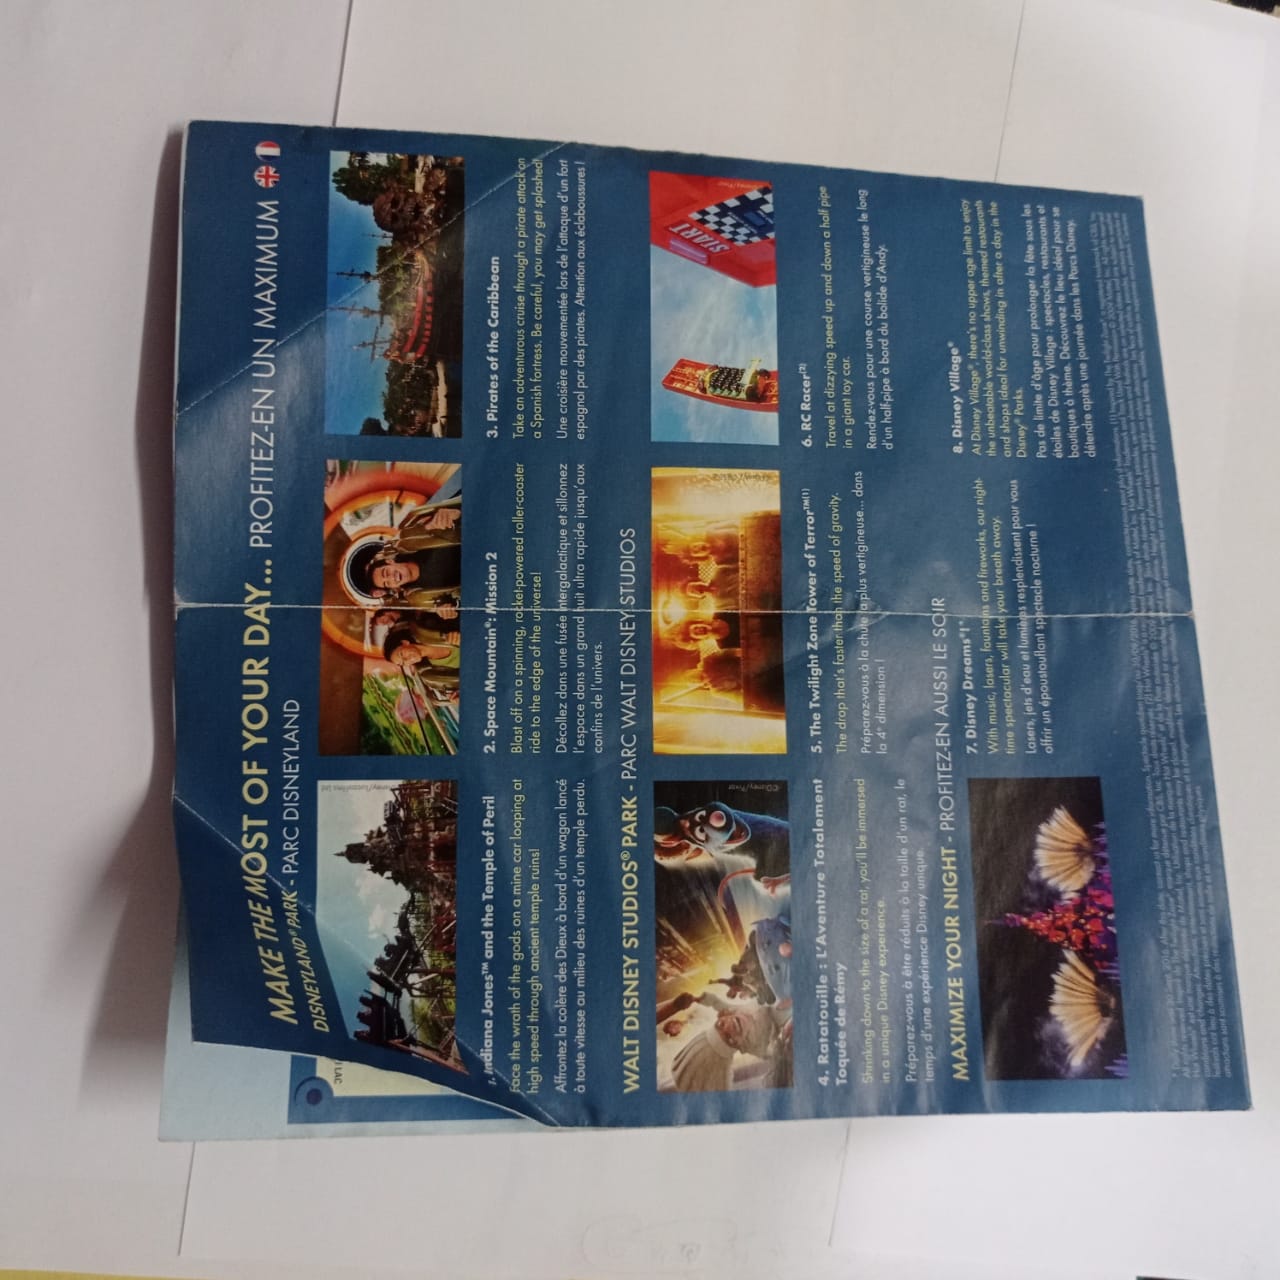 MAKE THE MOST OF YOUR DAY... PROFITEZ-EN UN MAXIMUM
DISNEYLAND® PARK - PARC DISNEYLAND
1. Indiana Jones™ and the Temple of Peril
Face the wrath of the gods on a mine car looping at
high speed through ancient temple ruins!
Affrontez la colère des Dieux à bord d'un wagon lancé
à toute vitesse au milieu des ruines d'un temple perdu.
2. Space Mountain®: Mission 2
Blast off on a spinning, rocket-powered roller-coaster
ride to the edge of the universe!
Décollez dans une fusée intergalactique et sillonnez
l'espace dans un grand huit ultra rapide jusqu'aux
confins de l'univers.
3. Pirates of the Caribbean
Take an adventurous cruise through a pirate attack on
a Spanish fortress. Be careful, you may get splashed!
Une croisière mouvementée lors de l'attaque d'un fort
espagnol par des pirates. Attention aux éclaboussures !
WALT DISNEY STUDIOS® PARK - PARC WALT DISNEY STUDIOS
©Disney/Pixar
4. Ratatouille : L'Aventure Totalement
Toquée de Rémy
Shrinking down to the size of a rat, you'll be immersed
in a unique Disney experience.
Préparez-vous à être réduits à la taille d'un rat, le
temps d'une expérience Disney unique.
5. The Twilight Zone Tower of Terror™(1)
The drop that's faster than the speed of gravity.
Préparez-vous à la chute la plus vertigineuse... dans
la 4e dimension !
START
6. RC Racer(2)
Travel at dizzying speed up and down a half pipe
in a giant toy car.
Rendez-vous pour une course vertigineuse le long
d'un half-pipe à bord du bolide d'Andy.
MAXIMIZE YOUR NIGHT - PROFITEZ-EN AUSSI LE SOIR
7. Disney Dreams®!*
With music, lasers, fountains and fireworks, our night-
time spectacular will take your breath away.
Lasers, jets d'eau et lumières resplendissent pour vous
offrir un époustouflant spectacle nocturne !
8. Disney Village®
At Disney Village®, there's no upper age limit to enjoy
the unbeatable world-class shows, themed restaurants
and shops ideal for unwinding in after a day in the
Disney® Parks.
Pas de limite d'âge pour prolonger la fête sous les
étoiles de Disney Village : spectacles, restaurants et
boutiques à thème. Découvrez le lieu idéal pour se
détendre après une journée dans les Parcs Disney.
LAC